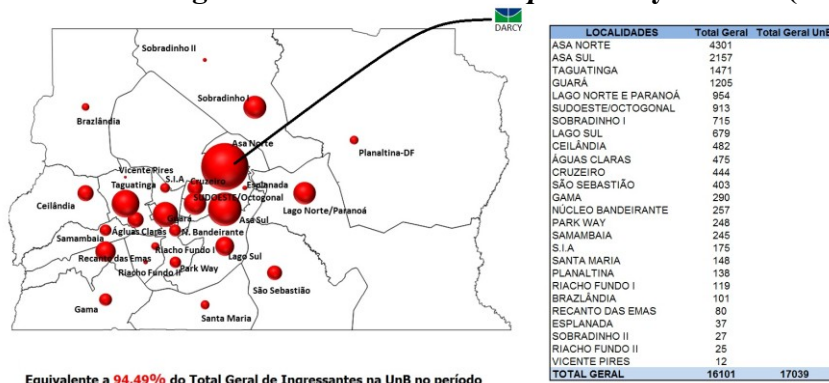 DARCY
Sobradinho II
Sobradinho I
Brazlândia
Asa Norte
Planaltina-DF
Vicente Pires
S.I.A.
Cruzeiro
Esplanada
Taguatinga
SUDOESTE/Octogonal
Ceilândia
Lago Norte/Paranoá
Guará
Asa Sul
Águas Claras
N. Bandeirante
Samambaia
Riacho Fundo I
Lago Sul
Recanto das Emas
Riacho Fundo II
Park Way
São Sebastião
Gama
Santa Maria
Equivalente a 94,49% do Total Geral de Ingressantes na UnB no período
LOCALIDADES Total Geral Total Geral UnB
ASA NORTE 4301
ASA SUL 2157
TAGUATINGA 1471
GUARÁ 1205
LAGO NORTE E PARANOÁ 954
SUDOESTE/OCTOGONAL 913
SOBRADINHO I 715
LAGO SUL 679
CEILÂNDIA 482
ÁGUAS CLARAS 475
CRUZEIRO 444
SÃO SEBASTIÃO 403
GAMA 290
NÚCLEO BANDEIRANTE 257
PARK WAY 248
SAMAMBAIA 245
S.I.A 175
SANTA MARIA 148
PLANALTINA 138
RIACHO FUNDO I 119
BRAZLÂNDIA 101
RECANTO DAS EMAS 80
ESPLANADA 37
SOBRADINHO II 27
RIACHO FUNDO II 25
VICENTE PIRES 12
TOTAL GERAL 16101 17039